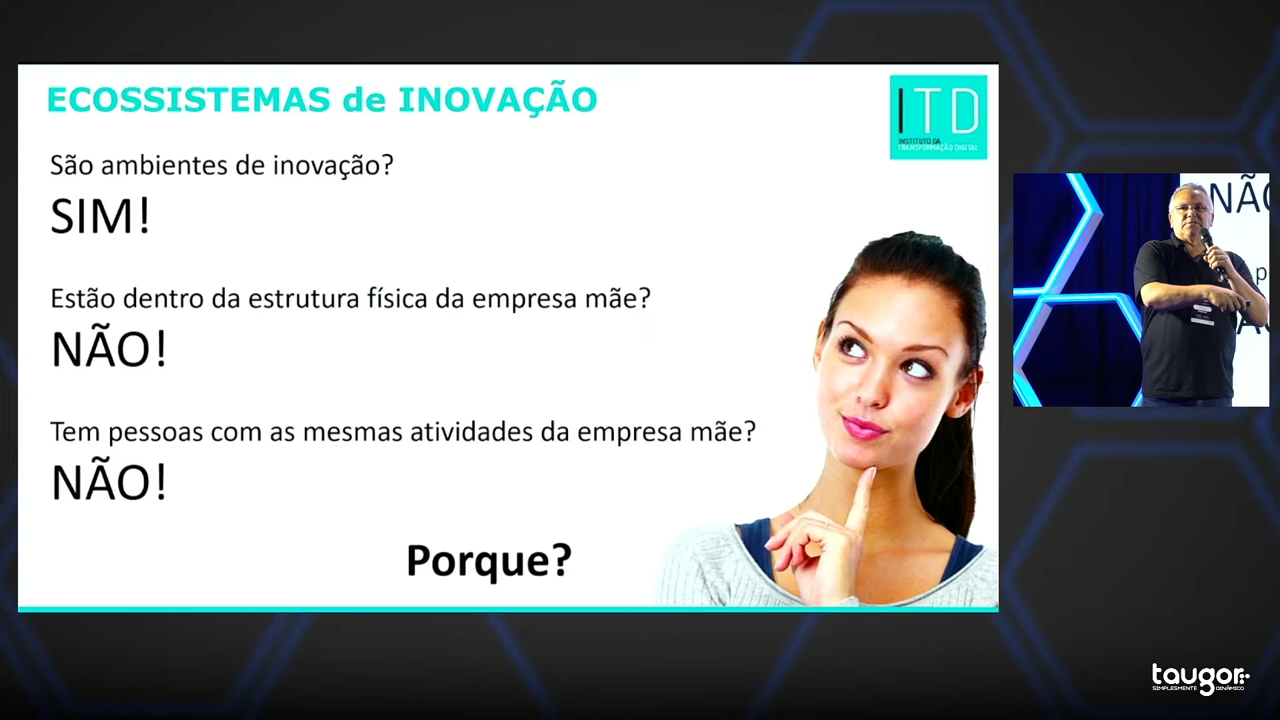 ECOSSISTEMAS de INOVAÇÃO
ITD
INSTITUTO DA
TRANSFORMAÇÃO DIGITAL
São ambientes de inovação?
SIM!
Estão dentro da estrutura física da empresa mãe?
NÃO!
Tem pessoas com as mesmas atividades da empresa mãe?
NÃO!
Porque?
NÃO
taugor
SIMPLESMENTE DINÂMICO